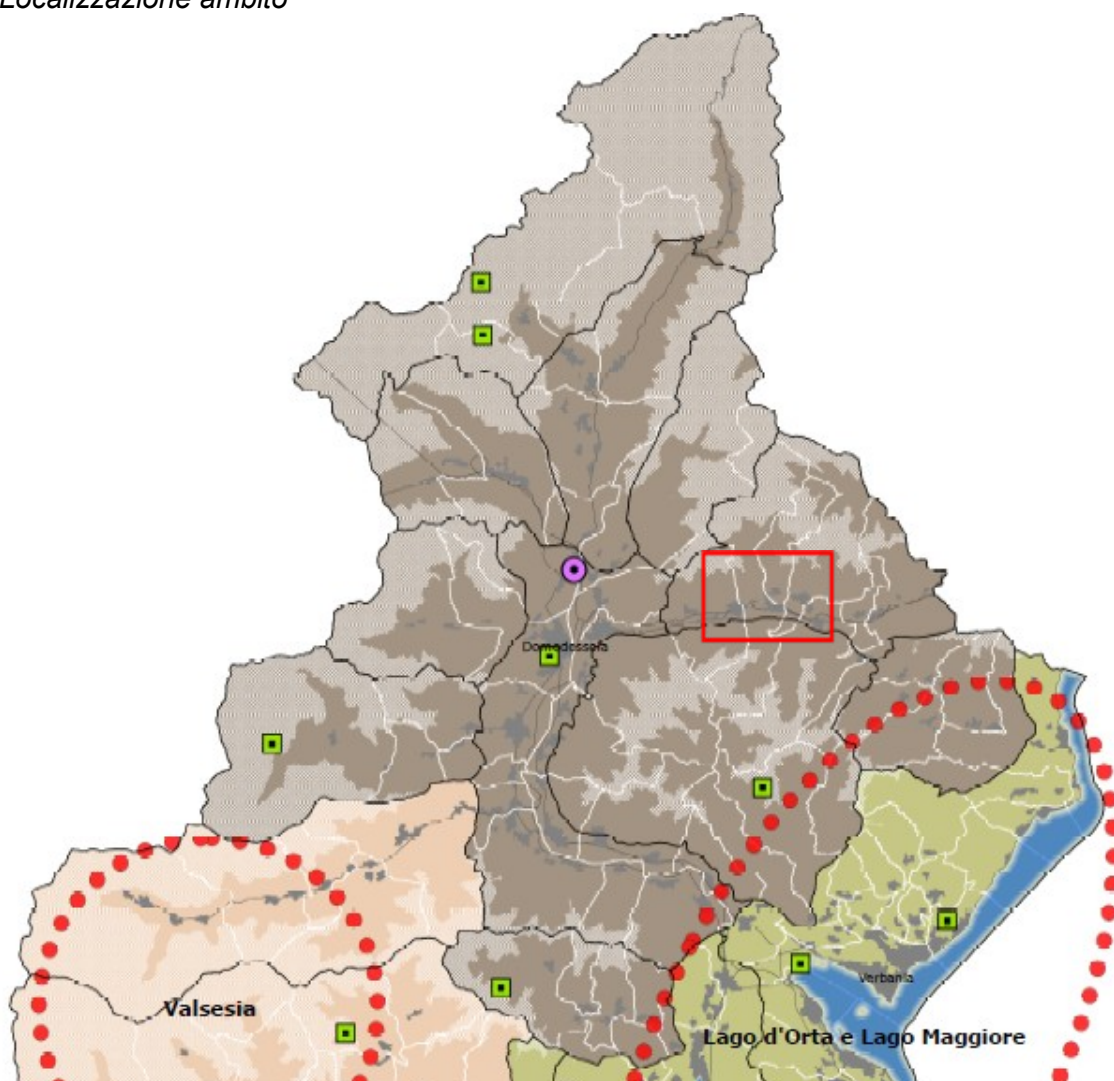 Localizzazione ambito
Domodossola
Verbania
Valsesia
Lago d'Orta e Lago Maggiore